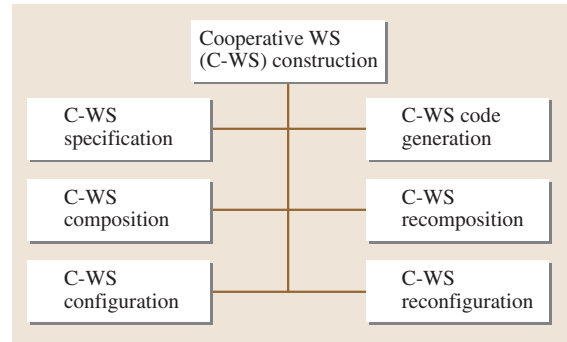 Cooperative WS
(C-WS) construction
C-WS
specification
C-WS code
generation
C-WS
composition
C-WS
recomposition
C-WS
configuration
C-WS
reconfiguration